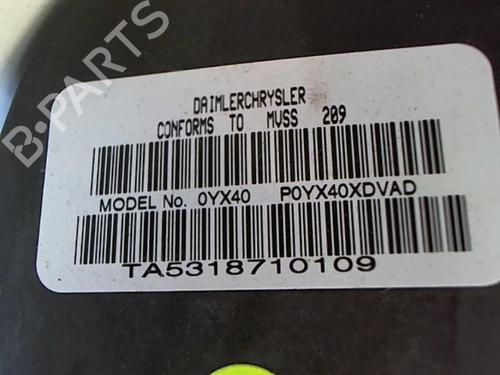 DAIMLERCHRYSLER
CONFORMS TO MVSS 209
MODEL No. 0YX40 P0YX40XDVAD
TA5318710109
B-PARTS